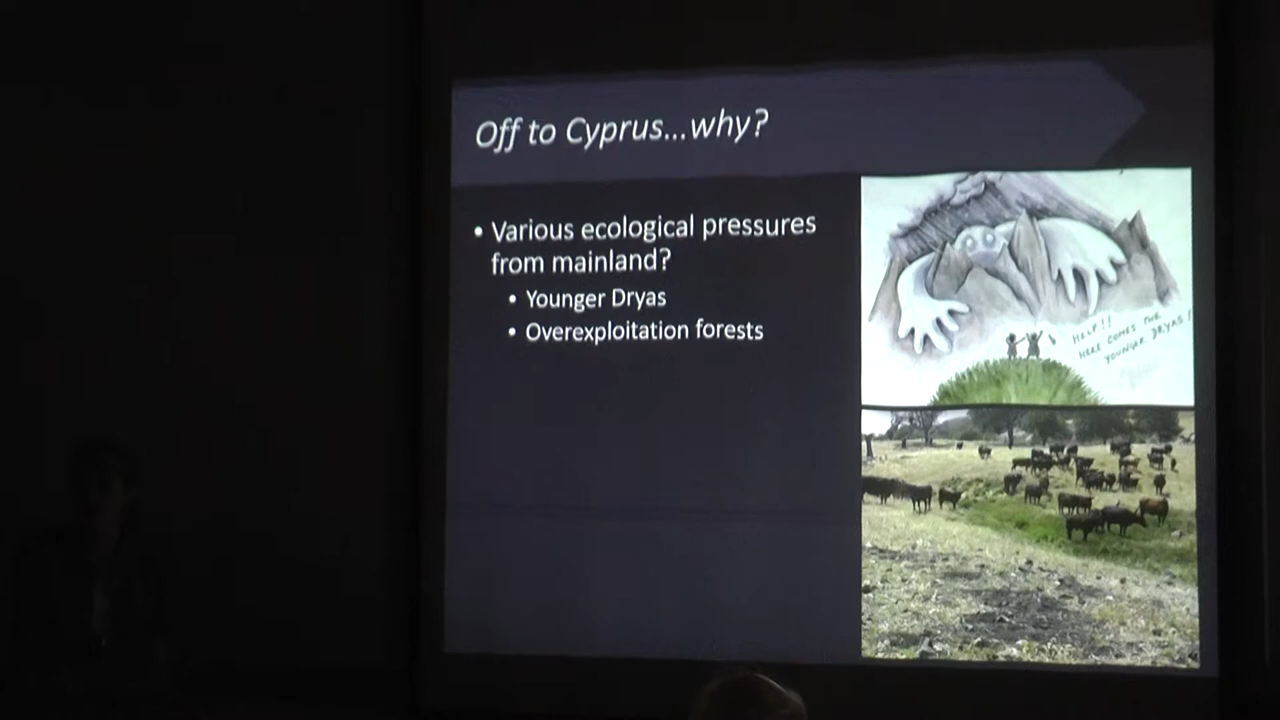 Off to Cyprus...why?
• Various ecological pressures
from mainland?
• Younger Dryas
• Overexploitation forests
HELP!!
HERE COMES THE
YOUNGER DRYAS!